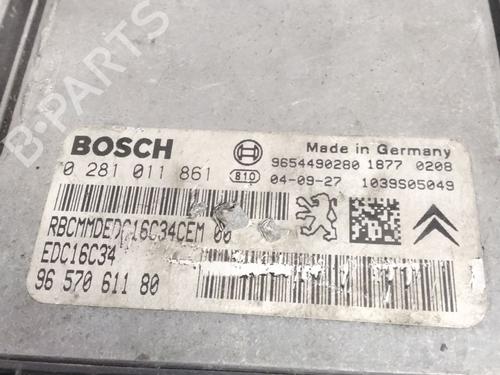 B-PARTS
BOSCH
Made in Germany
0 281 011 861
9654490280 1877 0208
810
04-09-27 1039S05049
RBCMMDEDC16C34CEM 00
EDC16C34
96 570 611 80